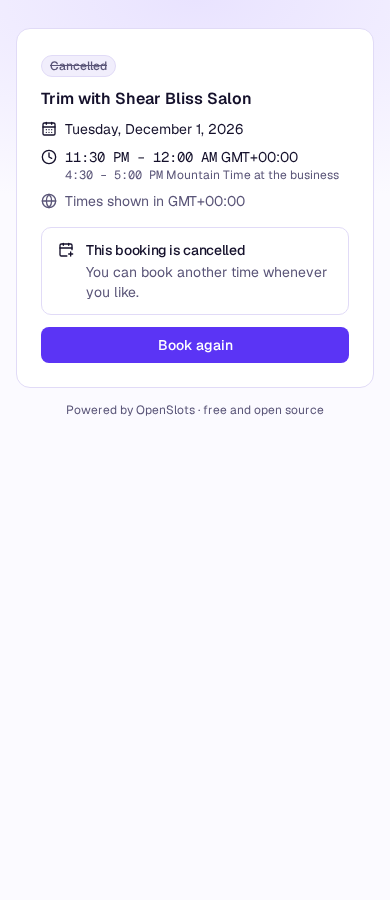 Cancelled
Trim with Shear Bliss Salon
Tuesday, December 1, 2026
11:30 PM – 12:00 AM GMT+00:00
4:30 – 5:00 PM Mountain Time at the business
Times shown in GMT+00:00
This booking is cancelled
You can book another time whenever
you like.
Book again
Powered by OpenSlots · free and open source